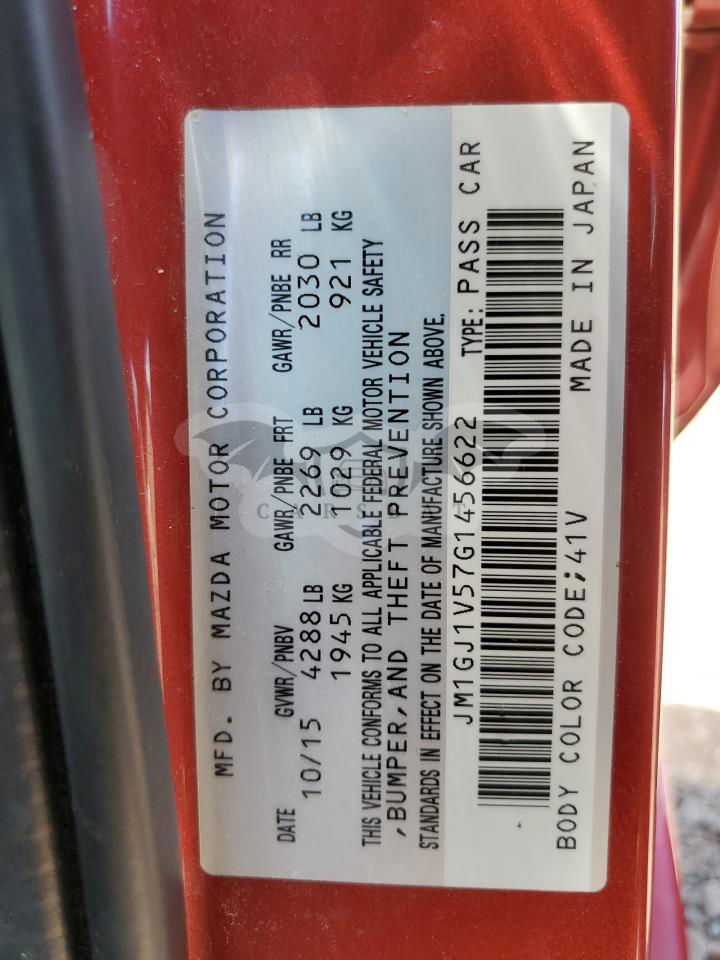 MFD. BY MAZDA MOTOR CORPORATION
DATE GVWR/PNBV GAWR/PNBE FRT GAWR/PNBE RR
10/15 4288 LB 2269 LB 2030 LB
1945 KG 1029 KG 921 KG
THIS VEHICLE CONFORMS TO ALL APPLICABLE FEDERAL MOTOR VEHICLE SAFETY
,BUMPER,AND THEFT PREVENTION
STANDARDS IN EFFECT ON THE DATE OF MANUFACTURE SHOWN ABOVE.
JM1GJ1V57G1456622 TYPE: PASS CAR
BODY COLOR CODE;41V MADE IN JAPAN